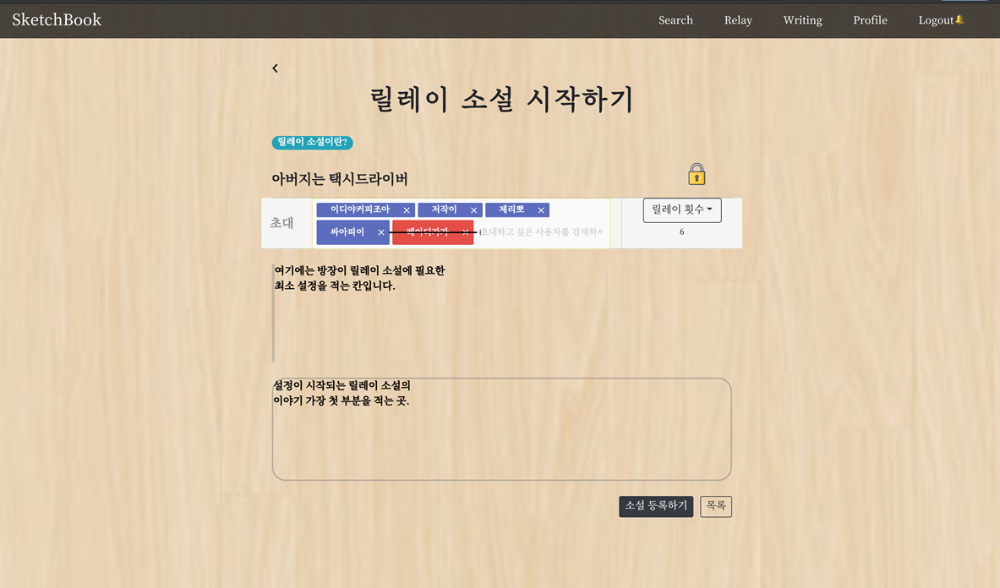 SketchBook
Search Relay Writing Profile Logout
릴레이 소설 시작하기
릴레이 소설이란?
아버지는 택시드라이버
초대
이디야커피조아 × 저작이 × 제리뽀 ×
싸아피이 × 레이디가가 × 초대하고 싶은 사용자를 검색하
릴레이 횟수
6
여기에는 방장이 릴레이 소설에 필요한
최소 설정을 적는 칸입니다.
설정이 시작되는 릴레이 소설의
이야기 가장 첫 부분을 적는 곳.
소설 등록하기 목록